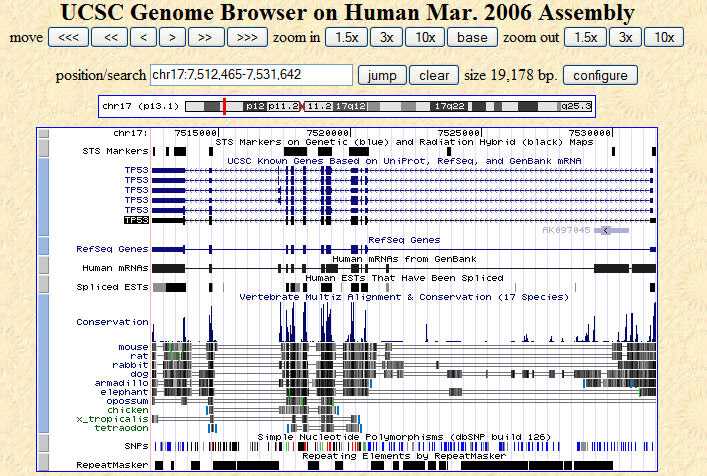 UCSC Genome Browser on Human Mar. 2006 Assembly
move <<< << < > >> >>> zoom in 1.5x 3x 10x base zoom out 1.5x 3x 10x
position/search chr17:7,512,465-7,531,642 jump clear size 19,178 bp. configure
chr17 (p13.1) p12 p11.2 11.2 17q12 17q22 q25.3
chr17: 7515000 7520000 7525000 7530000
STS Markers on Genetic (blue) and Radiation Hybrid (black) Maps
STS Markers
UCSC Known Genes Based on UniProt, RefSeq, and GenBank mRNA
TP53
TP53
TP53
TP53
TP53
TP53
AK097045
RefSeq Genes
RefSeq Genes
Human mRNAs from GenBank
Human mRNAs
Human ESTs That Have Been Spliced
Spliced ESTs
Vertebrate Multiz Alignment & Conservation (17 Species)
Conservation
mouse
rat
rabbit
dog
armadillo
elephant
opossum
chicken
x_tropicalis
tetraodon
Simple Nucleotide Polymorphisms (dbSNP build 126)
SNPs
Repeating Elements by RepeatMasker
RepeatMasker